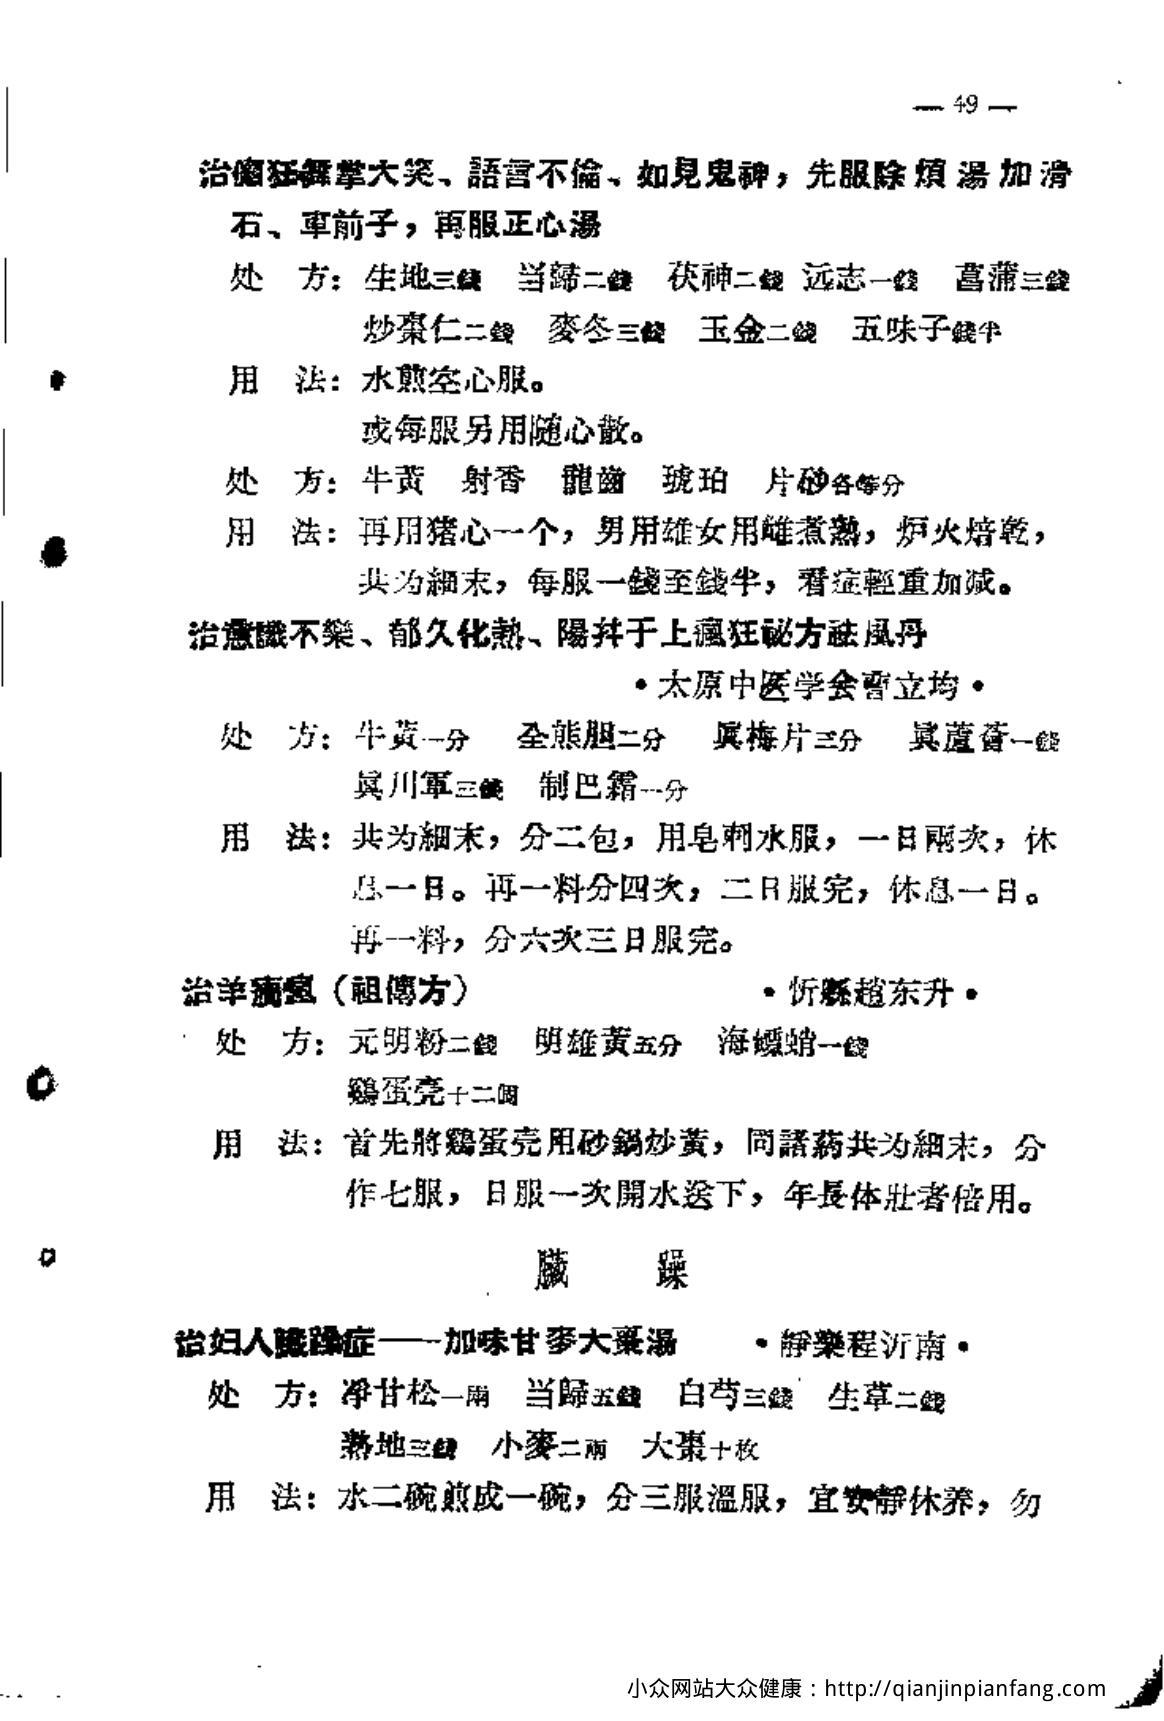 — 49 —
治癲狂舞掌大笑、語言不倫、如見鬼神，先服除煩湯加滑
石、車前子，再服正心湯
处　方：生地三錢　当歸二錢　茯神二錢　远志一錢　菖蒲三錢
炒棗仁二錢　麥冬三錢　玉金二錢　五味子錢半
用　法：水煎空心服。
或每服另用随心散。
处　方：牛黃　射香　龍齒　琥珀　片砂各等分
用　法：再用猪心一个，男用雄女用雌煮熟，炉火焙乾，
共为細末，每服一錢至錢半，看症輕重加減。
治意識不樂、郁久化熱、陽升于上瘋狂祕方祛風丹
•太原中医学会曹立均•
处　方：牛黃一分　全熊胆二分　眞梅片三分　眞蘆薈一錢
眞川軍三錢　制巴霜一分
用　法：共为細末，分二包，用皂刺水服，一日兩次，休
息一日。再一料分四次，二日服完，休息一日。
再一料，分六次三日服完。
治羊癎瘋（祖傳方）　•忻縣趙东升•
处　方：元明粉二錢　明雄黃五分　海螵蛸一錢
鷄蛋壳十二個
用　法：首先將鷄蛋壳用砂鍋炒黃，同諸葯共为細末，分
作七服，日服一次開水送下，年長体壯者倍用。
臟　躁
治妇人臟躁症——加味甘麥大棗湯　•靜樂程沂南•
处　方：净甘松一兩　当歸五錢　白芍三錢　生草二錢
熟地三錢　小麥二兩　大棗十枚
用　法：水二碗煎成一碗，分三服溫服，宜安靜休养，勿
小众网站大众健康：http://qianjinpianfang.com